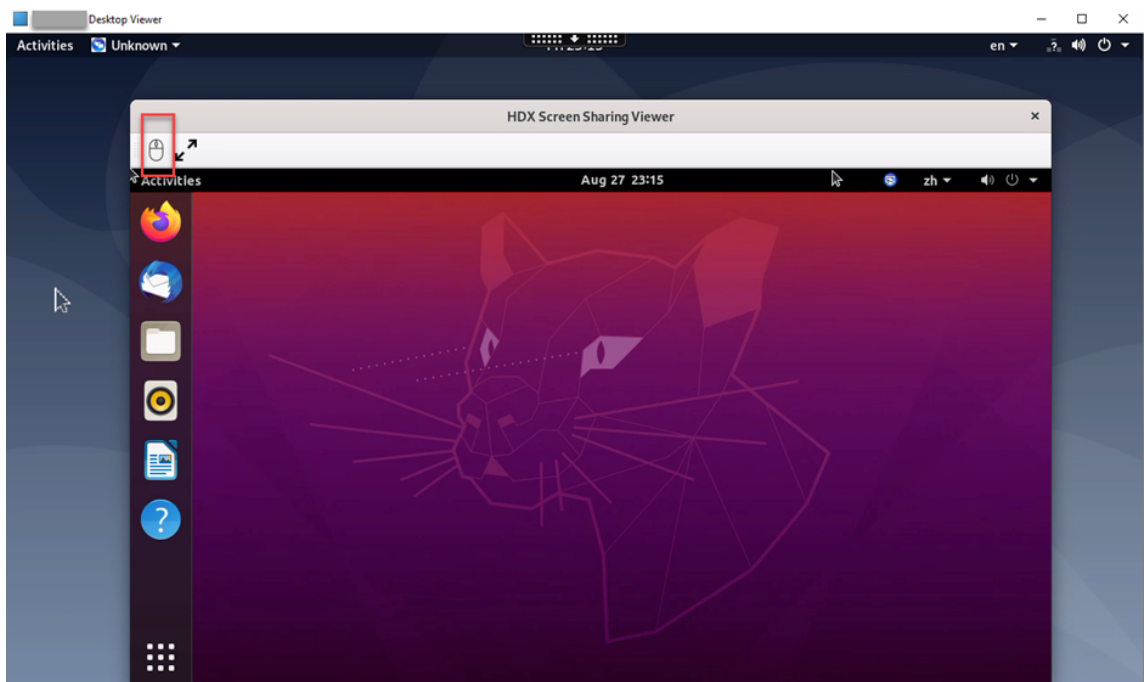 Desktop Viewer
Activities Unknown en
HDX Screen Sharing Viewer
Activities Aug 27 23:15 zh